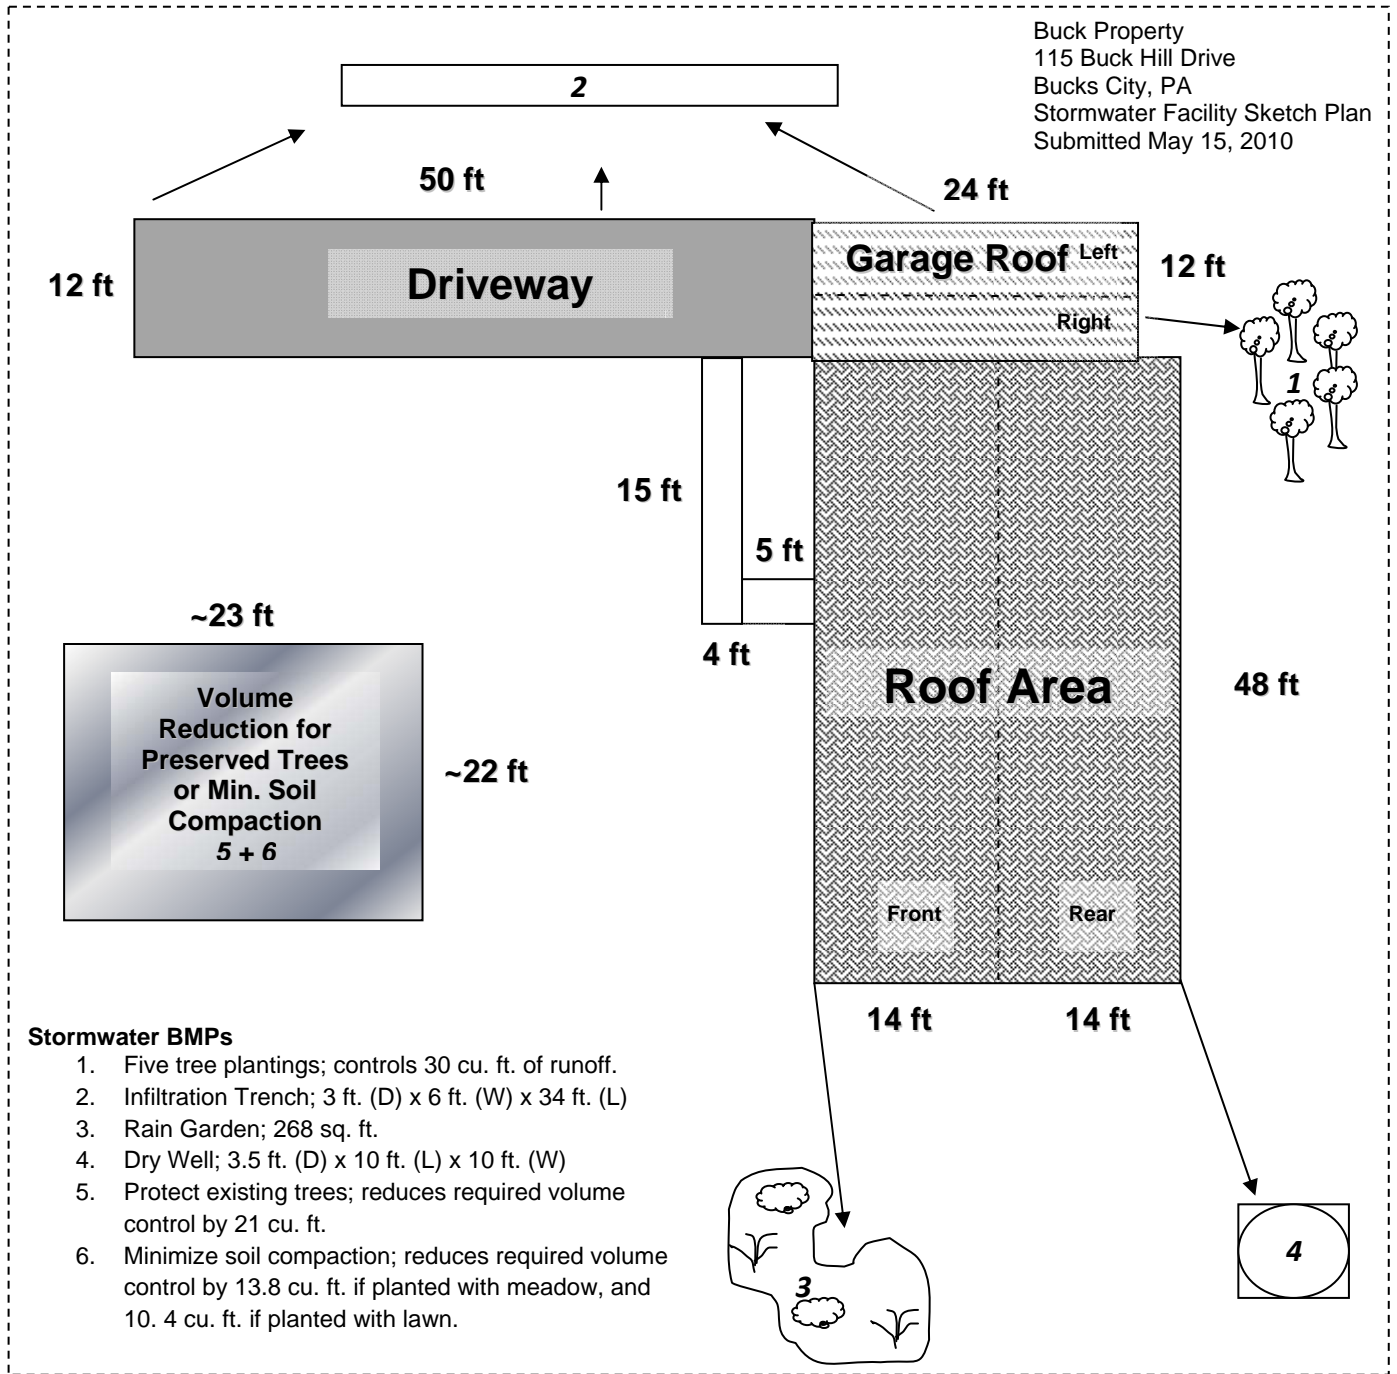 Buck Property
115 Buck Hill Drive
Bucks City, PA
Stormwater Facility Sketch Plan
Submitted May 15, 2010
2
50 ft
24 ft
12 ft
Driveway
Garage Roof Left
Right
12 ft
1
15 ft
5 ft
4 ft
~23 ft
Volume
Reduction for
Preserved Trees
or Min. Soil
Compaction
5 + 6
~22 ft
Roof Area
48 ft
Front
Rear
14 ft
14 ft
Stormwater BMPs
1. Five tree plantings; controls 30 cu. ft. of runoff.
2. Infiltration Trench; 3 ft. (D) x 6 ft. (W) x 34 ft. (L)
3. Rain Garden; 268 sq. ft.
4. Dry Well; 3.5 ft. (D) x 10 ft. (L) x 10 ft. (W)
5. Protect existing trees; reduces required volume
control by 21 cu. ft.
6. Minimize soil compaction; reduces required volume
control by 13.8 cu. ft. if planted with meadow, and
10. 4 cu. ft. if planted with lawn.
3
4